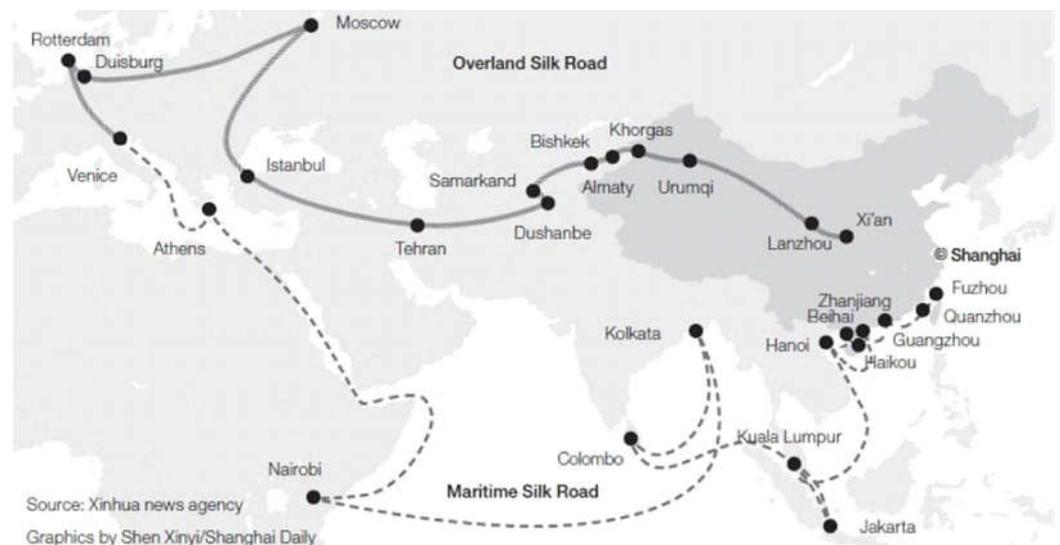 Moscow
Rotterdam
Duisburg
Overland Silk Road
Khorgas
Bishkek
Istanbul
Venice
Samarkand
Almaty
Urumqi
Xi'an
Dushanbe
Lanzhou
Athens
Tehran
© Shanghai
Fuzhou
Zhanjiang
Beihai
Quanzhou
Kolkata
Hanoi
Guangzhou
Haikou
Kuala Lumpur
Colombo
Nairobi
Maritime Silk Road
Source: Xinhua news agency
Jakarta
Graphics by Shen Xinyi/Shanghai Daily